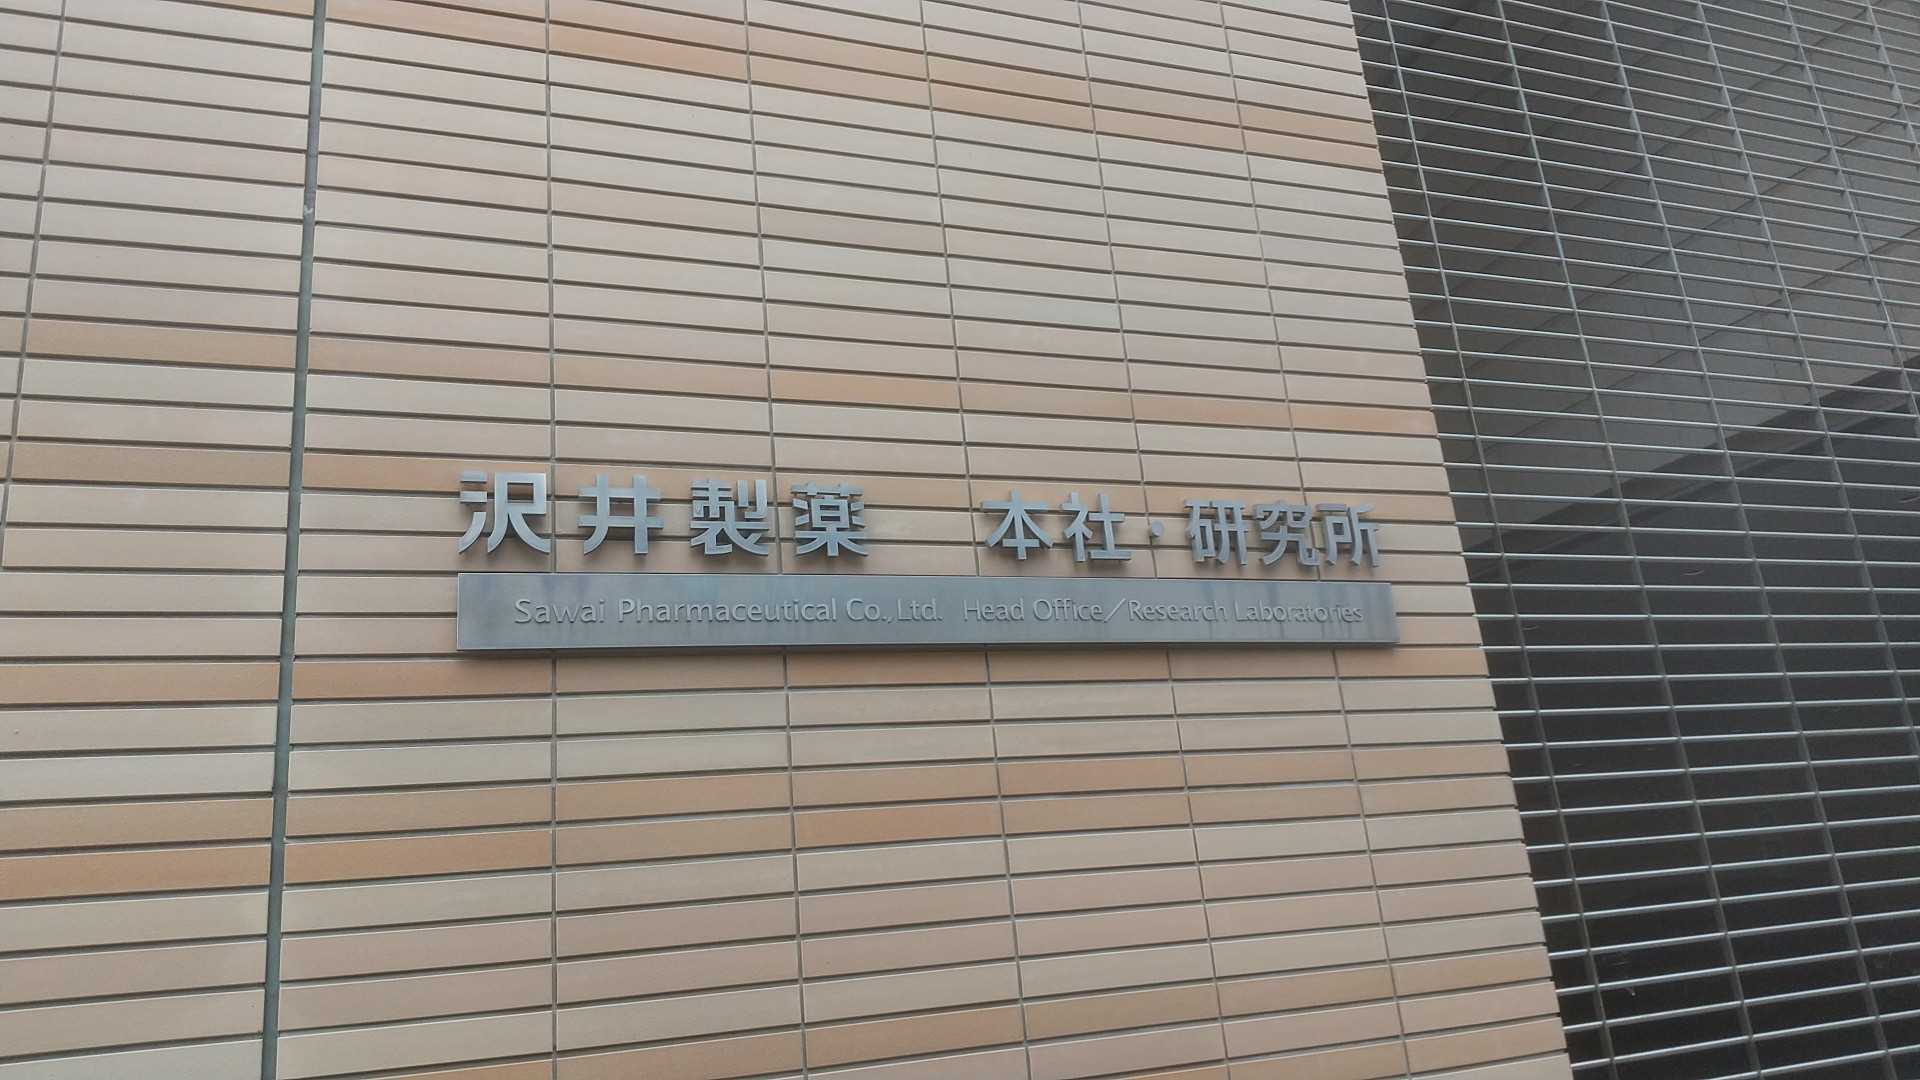 沢井製薬　本社・研究所
Sawai Pharmaceutical Co., Ltd. Head Office／Research Laboratories